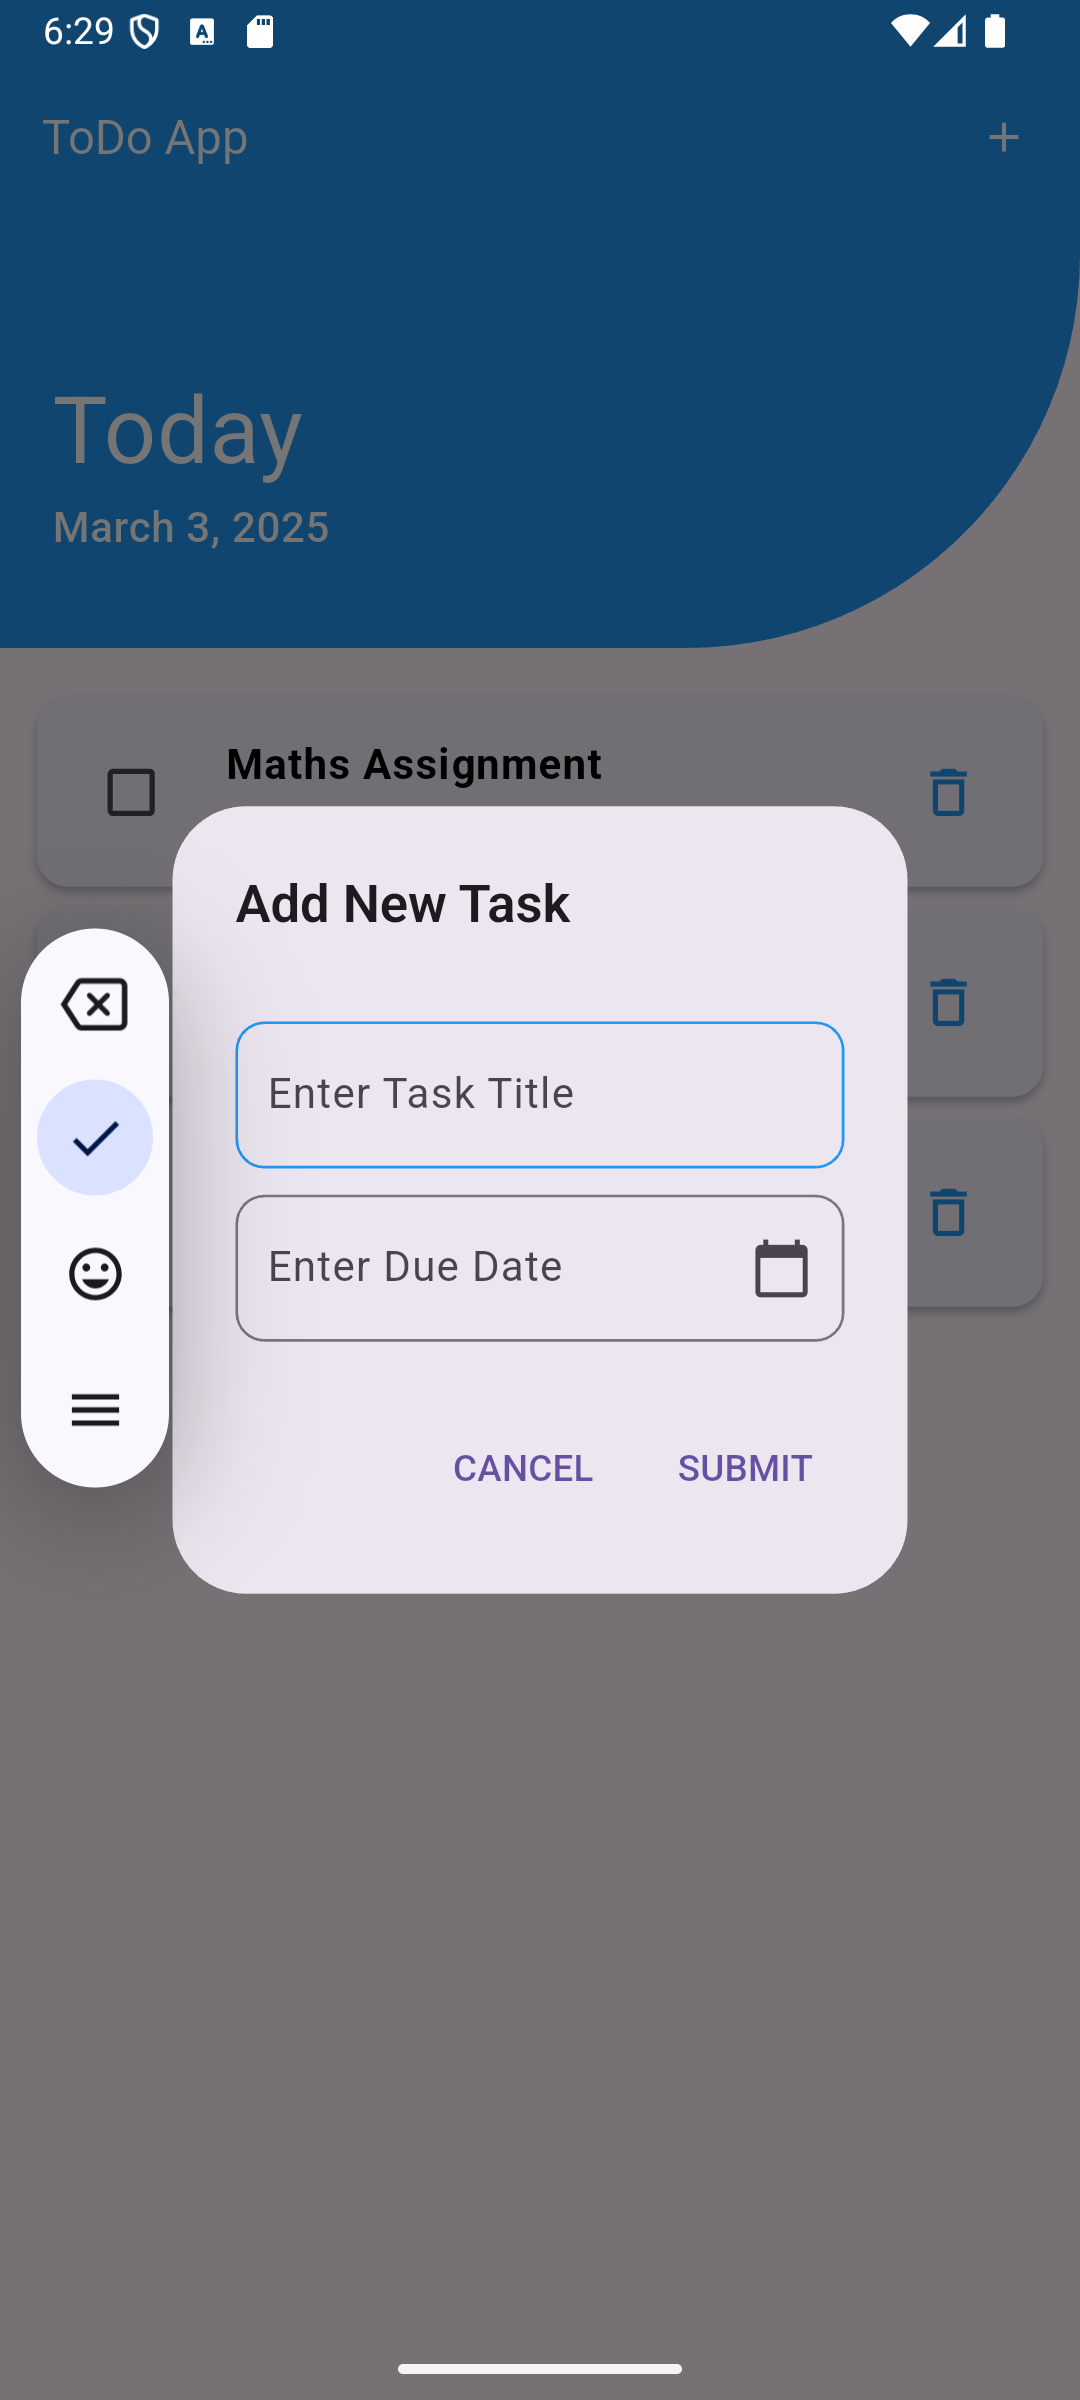 6:29
ToDo App
Today
March 3, 2025
Maths Assignment
Add New Task
Enter Task Title
Enter Due Date
CANCEL SUBMIT